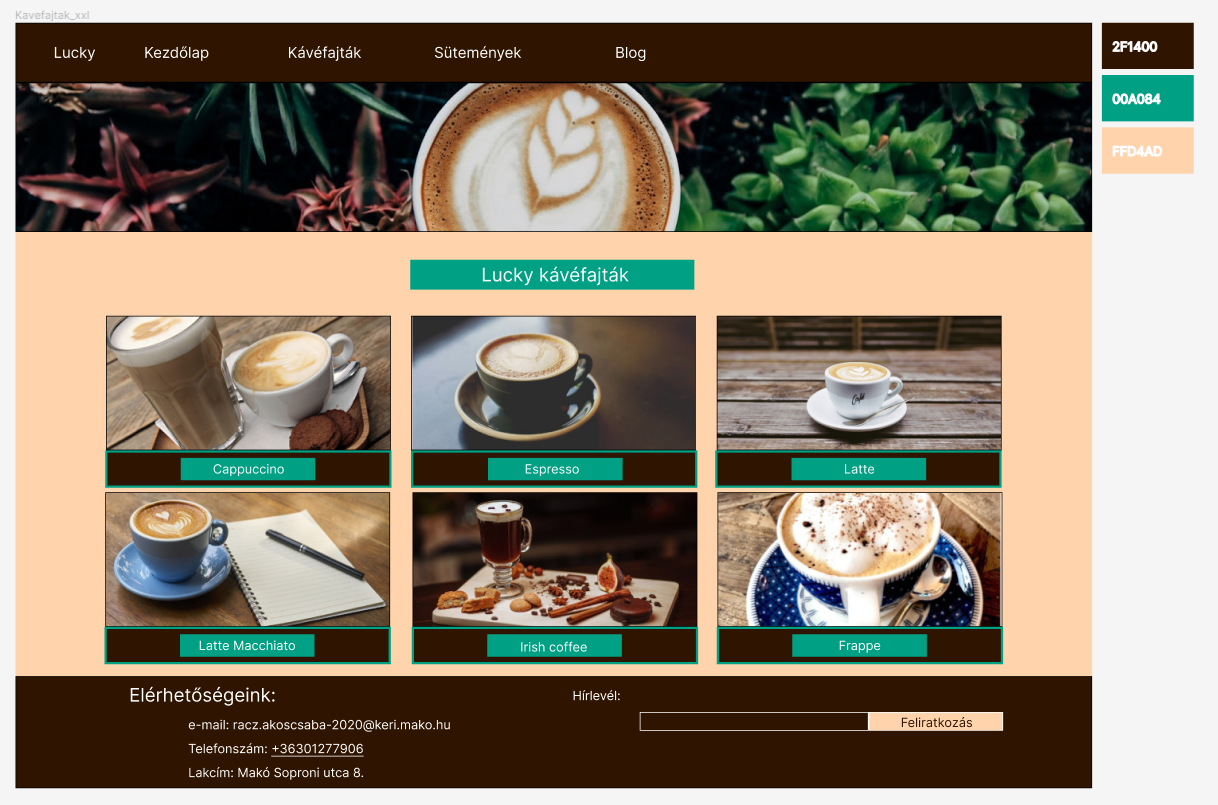 Kavefajtak_xxl
Lucky Kezdőlap Kávéfajták Sütemények Blog
2F1400
00A084
FFD4AD
Lucky kávéfajták
Cappuccino Espresso Latte
Latte Macchiato Irish coffee Frappe
Elérhetőségeink:
e-mail: racz.akoscsaba-2020@keri.mako.hu
Telefonszám: +36301277906
Lakcím: Makó Soproni utca 8.
Hírlevél:
Feliratkozás